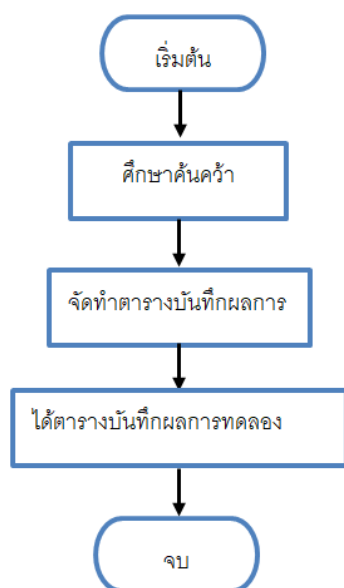 เริ่มต้น
ศึกษาค้นคว้า
จัดทำตารางบันทึกผลการ
ได้ตารางบันทึกผลการทดลอง
จบ